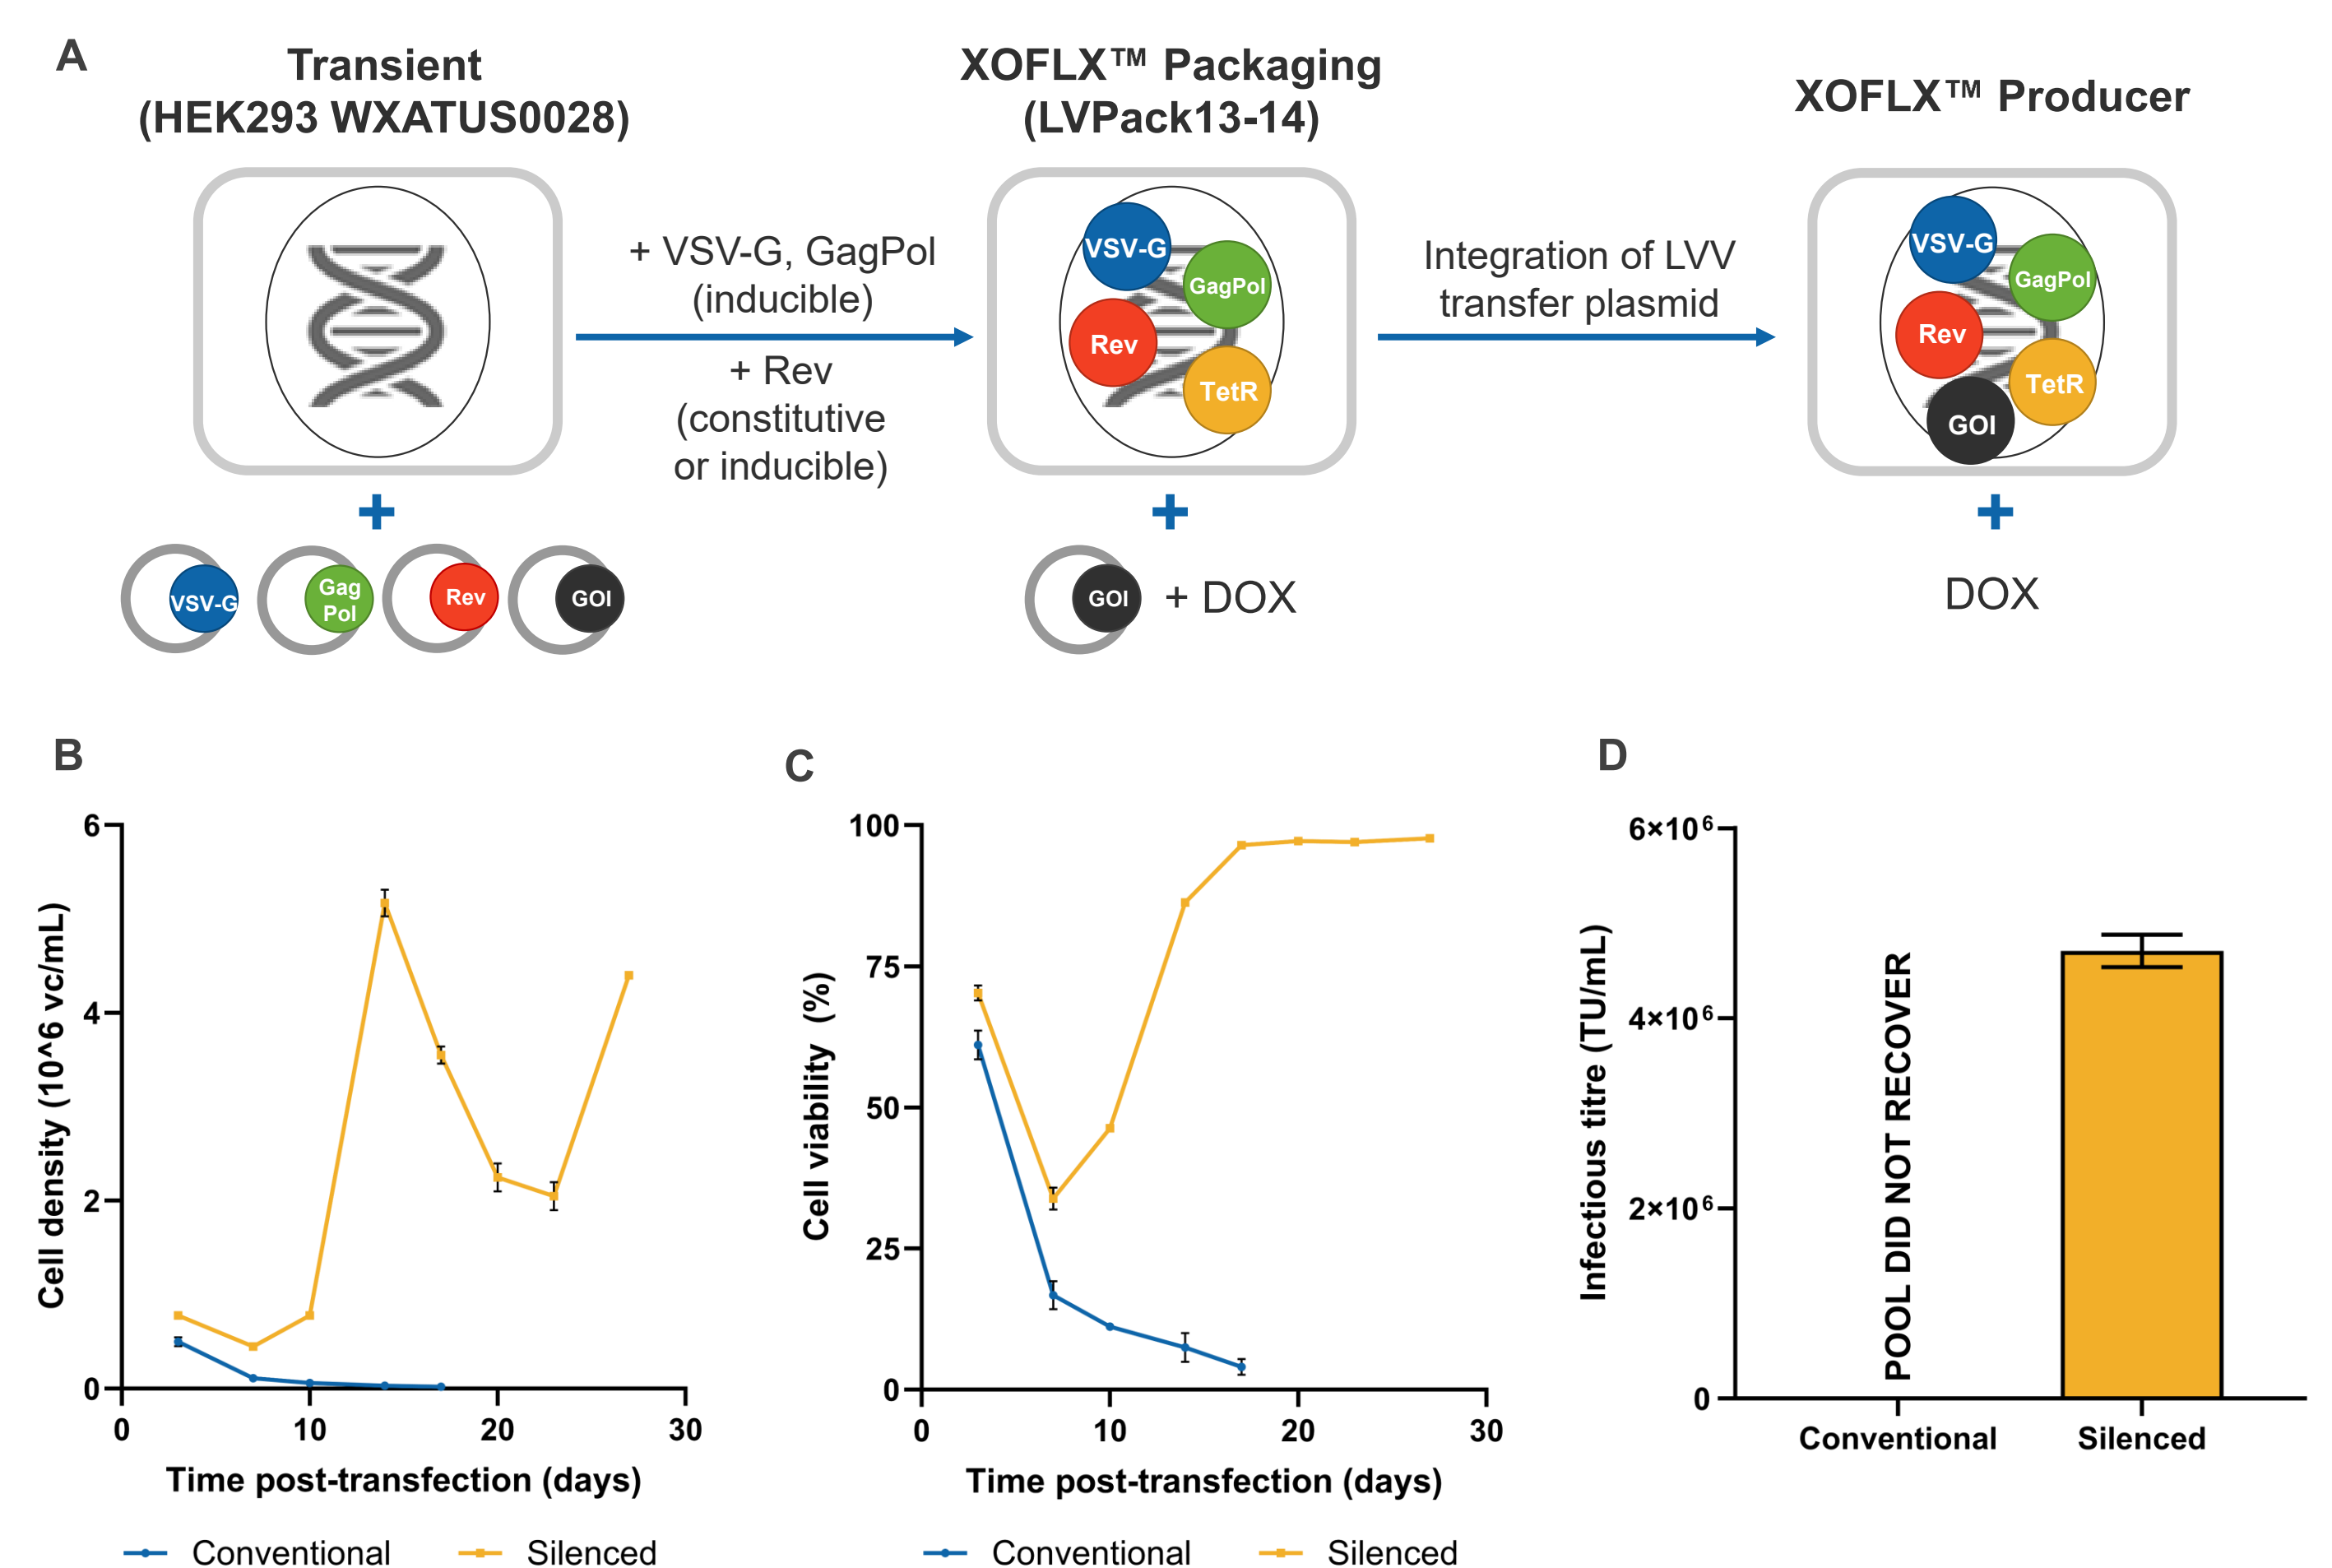 A
Transient
(HEK293 WXATUS0028)
XOFLX™ Packaging
(LVPack13-14)
XOFLX™ Producer
+ VSV-G, GagPol
(inducible)
+ Rev
(constitutive
or inducible)
VSV-G
GagPol
Rev
TetR
Integration of LVV
transfer plasmid
VSV-G
GagPol
Rev
TetR
GOI
+
+
+
VSV-G
Gag
Pol
Rev
GOI
GOI
+ DOX
DOX
B
Cell density (10^6 vc/mL)
6
4
2
0
0
10
20
30
Time post-transfection (days)
Conventional
Silenced
C
Cell viability (%)
100
75
50
25
0
0
10
20
30
Time post-transfection (days)
Conventional
Silenced
D
Infectious titre (TU/mL)
6×10⁶
4×10⁶
2×10⁶
0
POOL DID NOT RECOVER
Conventional
Silenced